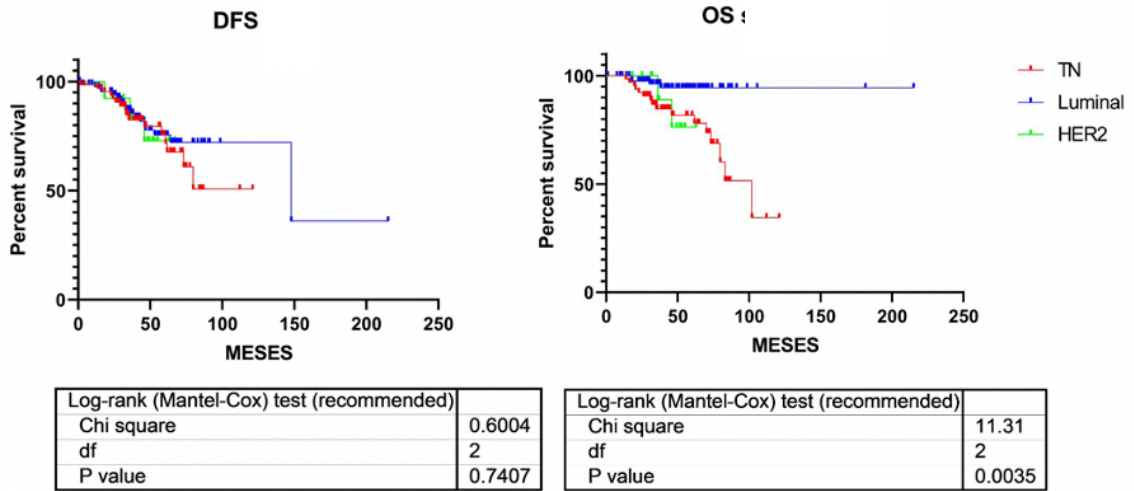 DFS
OS
Percent survival
100
50
0
0 50 100 150 200 250
MESES
Percent survival
100
50
0
0 50 100 150 200 250
MESES
TN
Luminal
HER2
Log-rank (Mantel-Cox) test (recommended)
Chi square 0.6004
df 2
P value 0.7407
Log-rank (Mantel-Cox) test (recommended)
Chi square 11.31
df 2
P value 0.0035